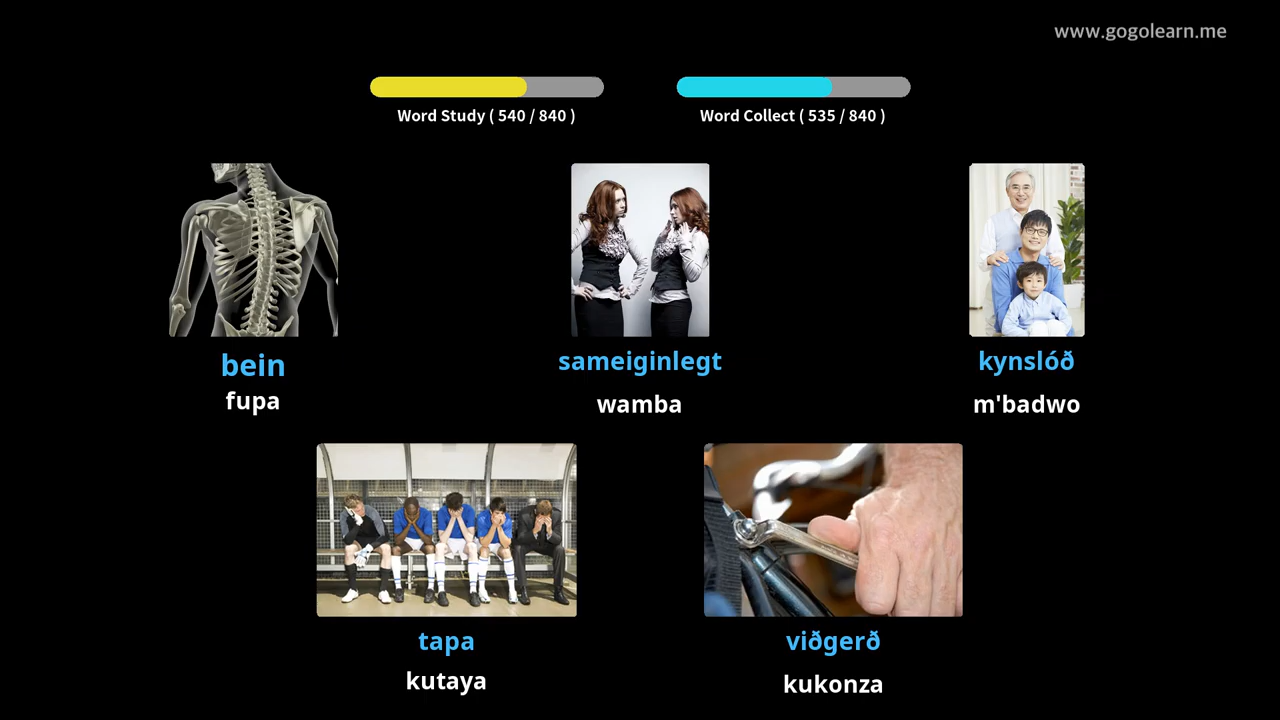 www.gogolearn.me
Word Study ( 540 / 840 )
Word Collect ( 535 / 840 )
bein
fupa
sameiginlegt
wamba
kynslóð
m'badwo
tapa
kutaya
viðgerð
kukonza